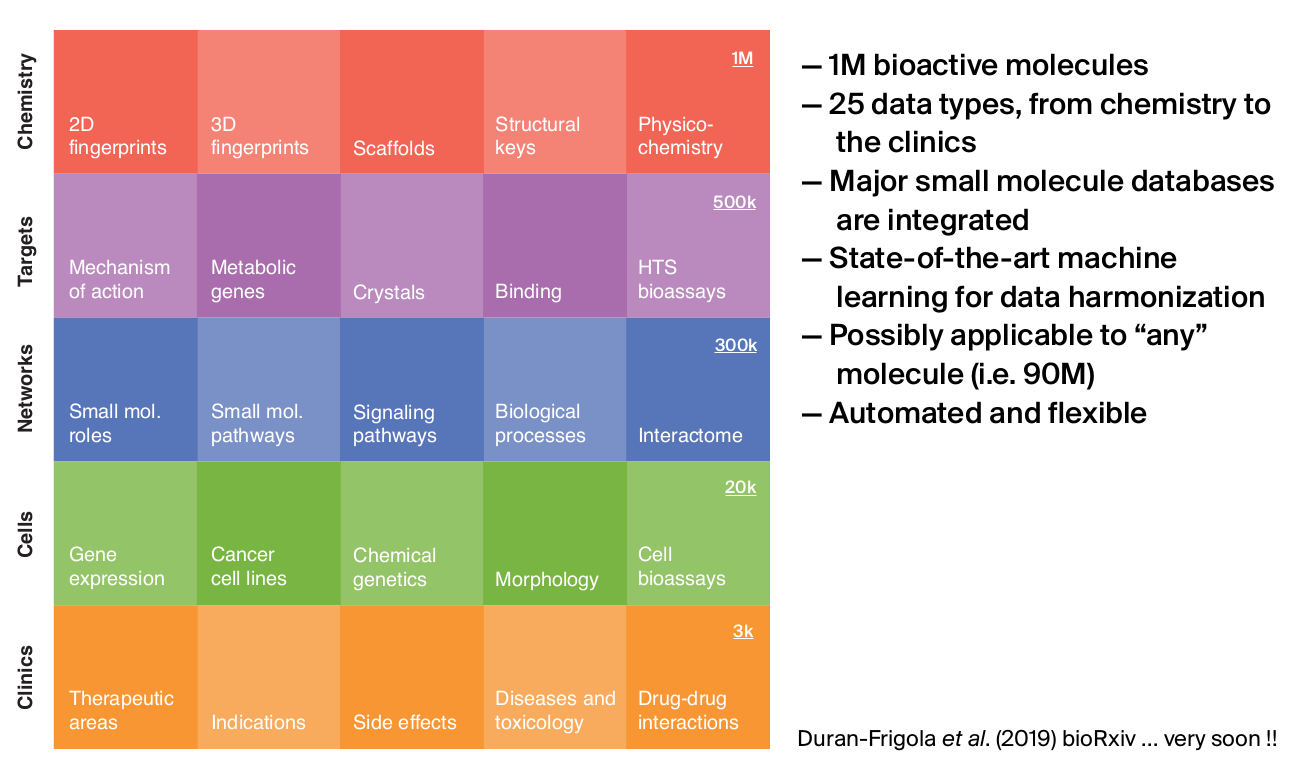 Chemistry
1M
2D
fingerprints
3D
fingerprints
Scaffolds
Structural
keys
Physico-
chemistry
Targets
500k
Mechanism
of action
Metabolic
genes
Crystals
Binding
HTS
bioassays
Networks
300k
Small mol.
roles
Small mol.
pathways
Signaling
pathways
Biological
processes
Interactome
Cells
20k
Gene
expression
Cancer
cell lines
Chemical
genetics
Morphology
Cell
bioassays
Clinics
3k
Therapeutic
areas
Indications
Side effects
Diseases and
toxicology
Drug-drug
interactions
— 1M bioactive molecules
— 25 data types, from chemistry to
the clinics
— Major small molecule databases
are integrated
— State-of-the-art machine
learning for data harmonization
— Possibly applicable to “any”
molecule (i.e. 90M)
— Automated and flexible
Duran-Frigola et al. (2019) bioRxiv ... very soon !!